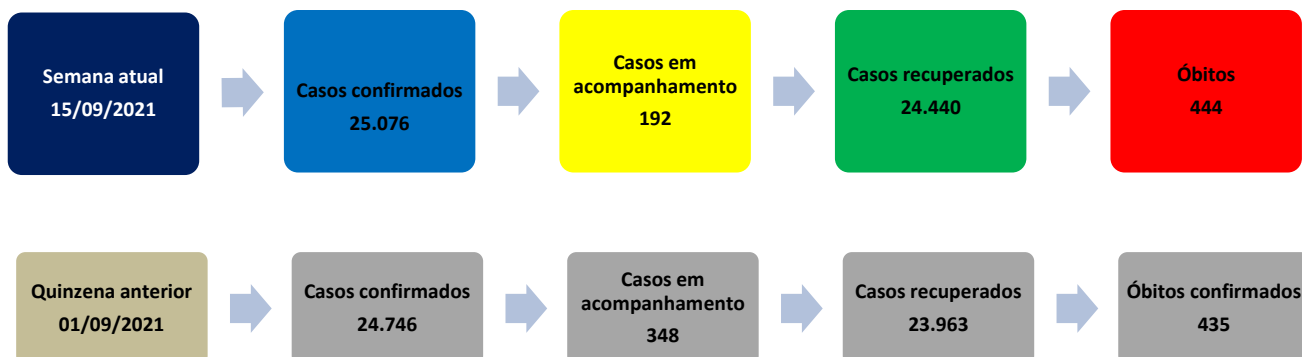 Semana atual
15/09/2021
Casos confirmados
25.076
Casos em
acompanhamento
192
Casos recuperados
24.440
Óbitos
444
Quinzena anterior
01/09/2021
Casos confirmados
24.746
Casos em
acompanhamento
348
Casos recuperados
23.963
Óbitos confirmados
435